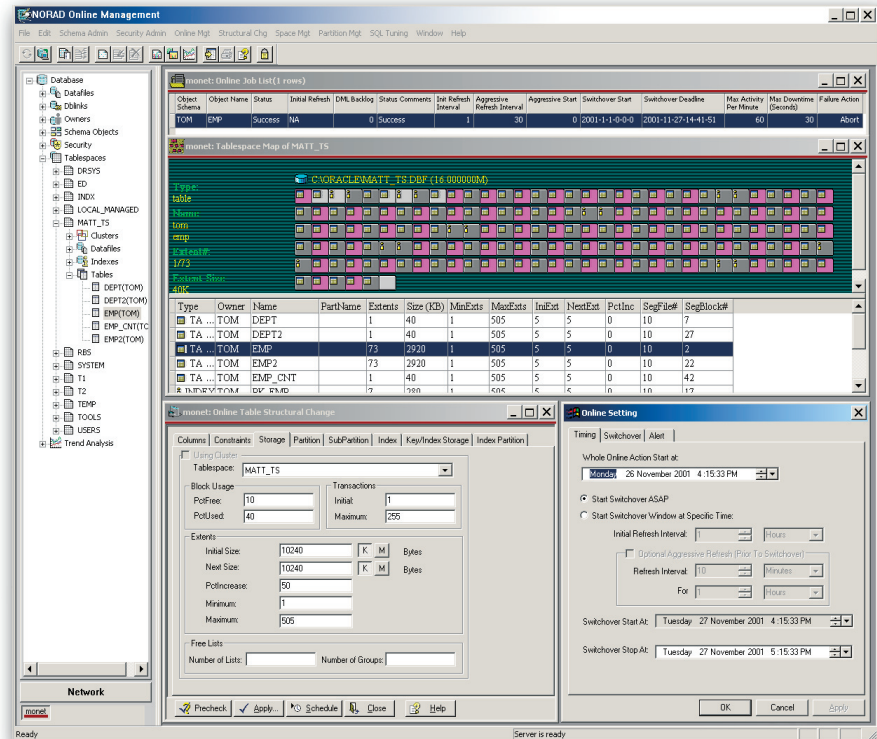 NORAD Online Management
File Edit Schema Admin Security Admin Online Mgt Structural Chg Space Mgt Partition Mgt SQL Tuning Window Help
Database
Datafiles
Dblinks
Owners
Schema Objects
Security
Tablespaces
DRSYS
ED
INDX
LOCAL_MANAGED
MATT_TS
Clusters
Datafiles
Indexes
Tables
DEPT(TOM)
DEPT2(TOM)
EMP(TOM)
EMP_CNT(TC
EMP2(TOM)
RBS
SYSTEM
T1
T2
TEMP
TOOLS
USERS
Trend Analysis
Network
monet
monet: Online Job List(1 rows)
Object Schema Object Name Status Initial Refresh DML Backlog Status Comments Init Refresh Interval Aggressive Refresh Interval Aggressive Start Switchover Start Switchover Deadline Max Activity Per Minute Max Downtime (Seconds) Failure Action
TOM EMP Success NA 0 Success 1 30 0 2001-1-1-0-0 2001-11-27-14-41-51 60 30 Abort
monet: Tablespace Map of MATT_TS
C:\ORACLE\MATT_TS.DBF (16.000000M)
Type:
table
Name:
tom
emp
Extent#:
1/73
Extent Size:
40K
Type Owner Name PartName Extents Size (KB) MinExts MaxExts IniExt NextExt PctInc SegFile# SegBlock#
TA ... TOM DEPT 1 40 1 505 5 5 0 10 7
TA ... TOM DEPT2 1 40 1 505 5 5 0 10 27
TA ... TOM EMP 73 2920 1 505 5 5 0 10 2
TA ... TOM EMP2 73 2920 1 505 5 5 0 10 22
TA ... TOM EMP_CNT 1 40 1 505 5 5 0 10 42
INDEX TOM PK_EMP 7 280 1 505 5 5 0 10 17
monet: Online Table Structural Change
Columns Constraints Storage Partition SubPartition Index Key/Index Storage Index Partition
Using Cluster
Tablespace: MATT_TS
Block Usage
PctFree: 10
PctUsed: 40
Transactions
Initial: 1
Maximum: 255
Extents
Initial Size: 10240 K M Bytes
Next Size: 10240 K M Bytes
PctIncrease: 50
Minimum: 1
Maximum: 505
Free Lists
Number of Lists: Number of Groups:
Precheck Apply... Schedule Close Help
Online Setting
Timing Switchover Alert
Whole Online Action Start at:
Monday 26 November 2001 4:15:33 PM
Start Switchover ASAP
Start Switchover Window at Specific Time:
Initial Refresh Interval: 1 Hours
Optional Aggressive Refresh (Prior To Switchover)
Refresh Interval: 10 Minutes
For 1 Hours
Switchover Start At: Tuesday 27 November 2001 4:15:33 PM
Switchover Stop At: Tuesday 27 November 2001 5:15:33 PM
OK Cancel Apply
Ready Server is ready